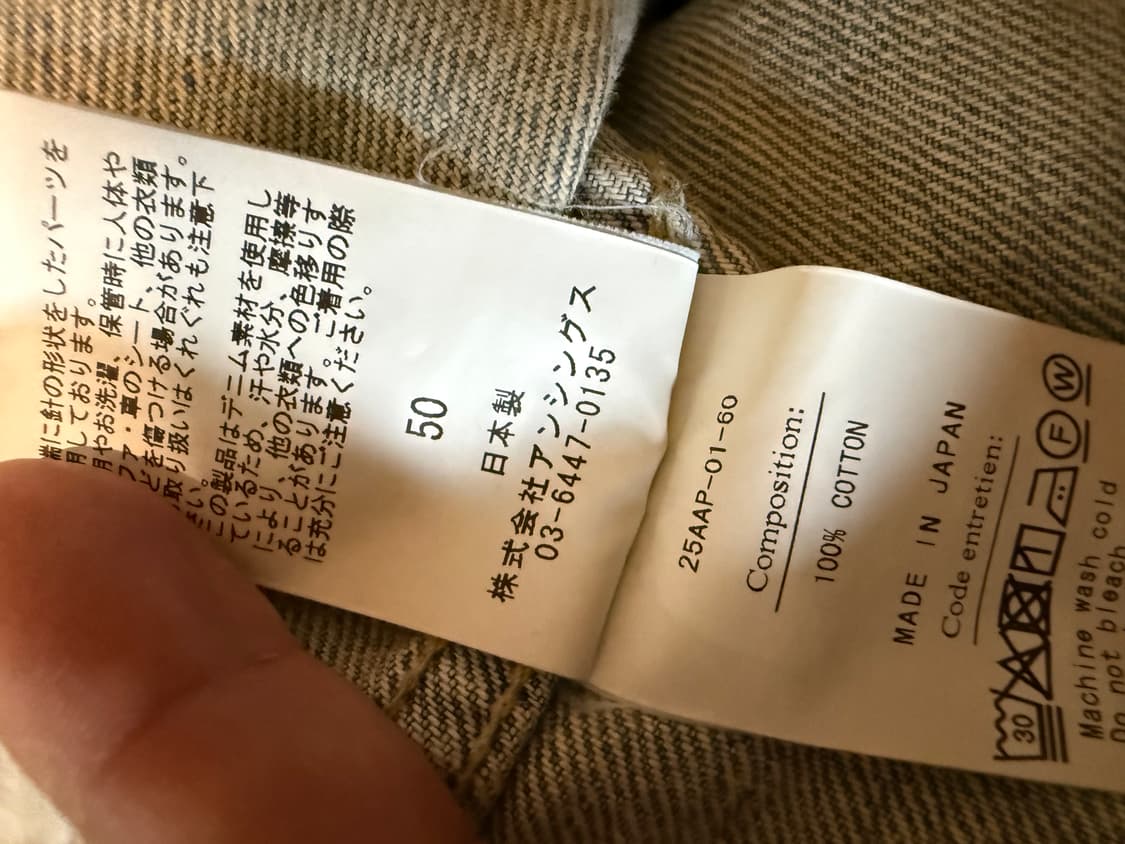 端に針の形状をしたパーツを
用しております。
月やお洗濯、保管時に人体や
ファ・車のシート、他の衣類
どを傷つける場合があります。
取り扱いはくれぐれも注意下
さい。
この製品はデニム素材を使用し
ているため、汗や水分、摩擦等
により、他の衣類への色移りす
ることがあります。ご着用の際
は充分にご注意ください。
50
日本製
株式会社アンシングス
03-6447-0135
25AAP-01-60
Composition:
100% COTTON
MADE IN JAPAN
Code entretien:
30
F W
Machine wash cold
Do not bleach